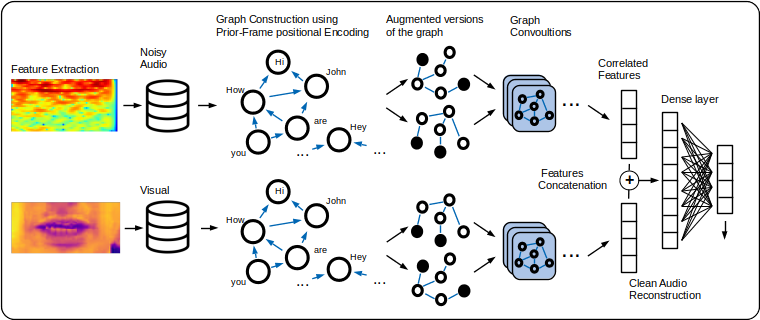 Graph Construction using
Prior-Frame positional Encoding
Augmented versions
of the graph
Graph
Convoultions
Noisy
Audio
Feature Extraction
Hi
John
How
are
you
Hey
...
...
...
Correlated
Features
Dense layer
Features
Concatenation
+
Visual
Hi
John
How
are
you
Hey
...
...
...
Clean Audio
Reconstruction